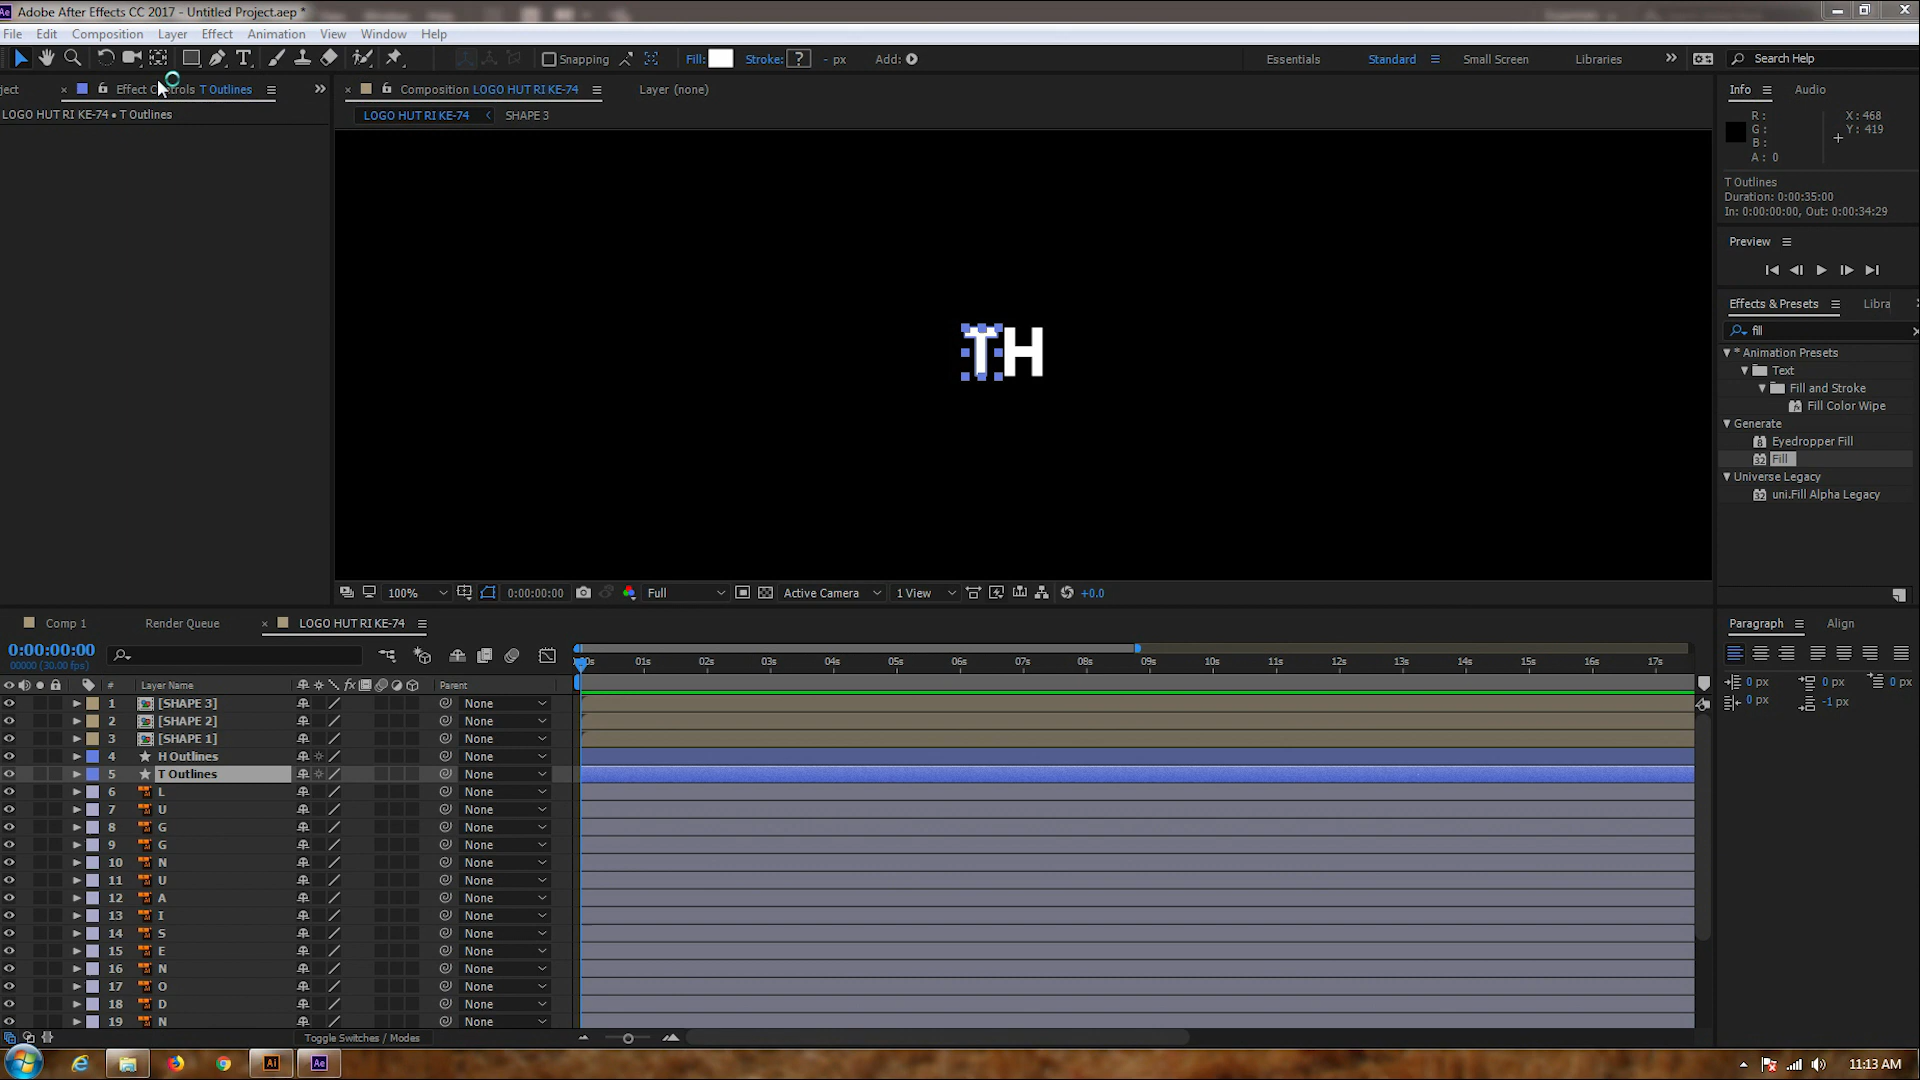 Adobe After Effects CC 2017 - Untitled Project.aep *
File Edit Composition Layer Effect Animation View Window Help
Snapping Fill: Stroke: ? - px Add: Essentials Standard Small Screen Libraries Search Help
ject Effect Controls T Outlines Composition LOGO HUT RI KE-74 Layer (none) Info Audio
LOGO HUT RI KE-74 • T Outlines LOGO HUT RI KE-74 SHAPE 3
R : X : 468
G : Y : 419
B :
A : 0
T Outlines
Duration: 0:00:35:00
In: 0:00:00:00, Out: 0:00:34:29
Preview
Effects & Presets Libra
fill
* Animation Presets
Text
Fill and Stroke
Fill Color Wipe
Generate
Eyedropper Fill
Fill
Universe Legacy
uni.Fill Alpha Legacy
TH
100% 0:00:00:00 Full Active Camera 1 View +0.0
Comp 1 Render Queue LOGO HUT RI KE-74 Paragraph Align
0:00:00:00
00000 (30.00 fps)
00s 01s 02s 03s 04s 05s 06s 07s 08s 09s 10s 11s 12s 13s 14s 15s 16s 17s
# Layer Name Parent
0 px 0 px 0 px
0 px -1 px
1 [SHAPE 3] None
2 [SHAPE 2] None
3 [SHAPE 1] None
4 H Outlines None
5 T Outlines None
6 L None
7 U None
8 G None
9 G None
10 N None
11 U None
12 A None
13 I None
14 S None
15 E None
16 N None
17 O None
18 D None
19 N None
Toggle Switches / Modes
11:13 AM